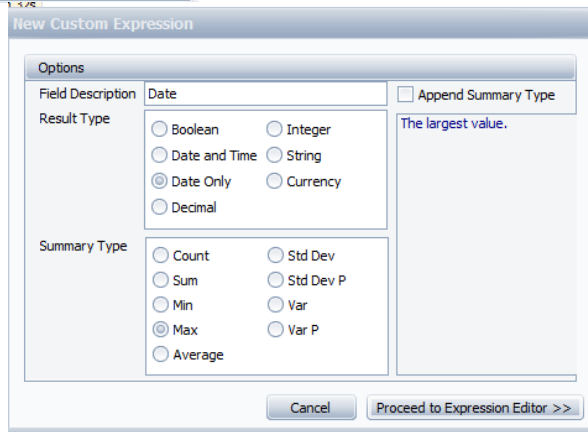 New Custom Expression
Options
Field Description Date Append Summary Type
Result Type
Boolean Integer
The largest value.
Date and Time String
Date Only Currency
Decimal
Summary Type
Count Std Dev
Sum Std Dev P
Min Var
Max Var P
Average
Cancel Proceed to Expression Editor >>